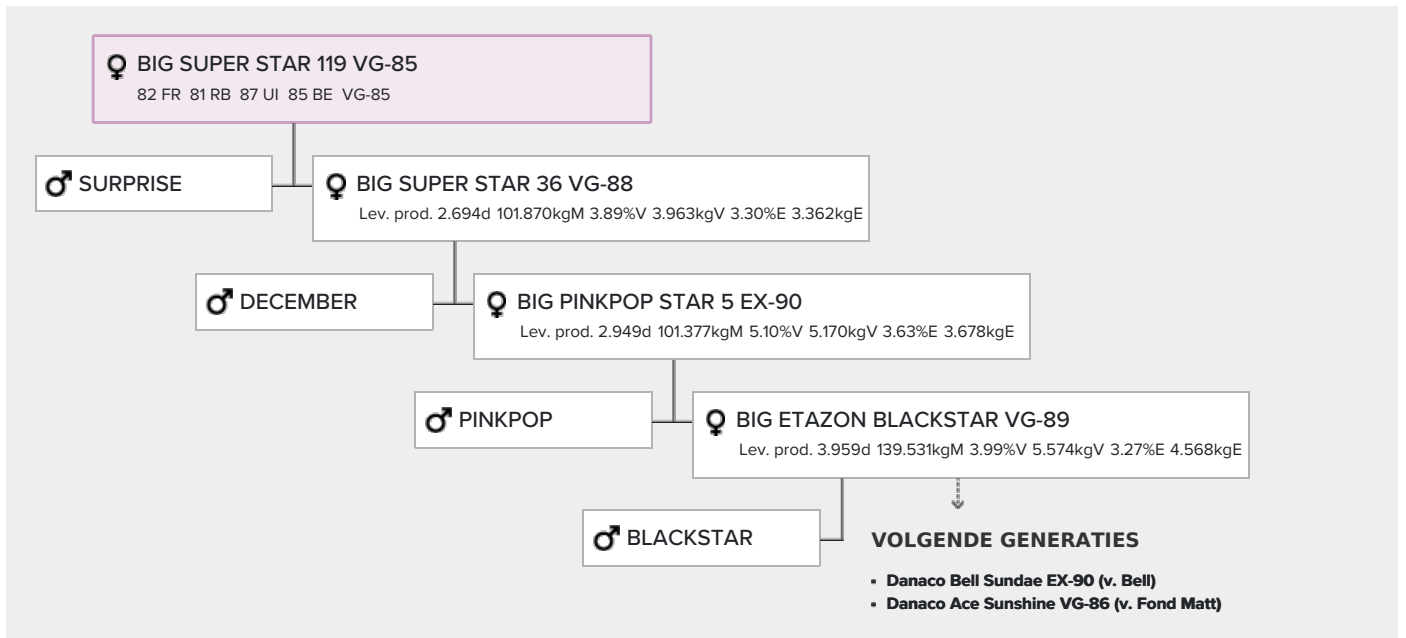 BIG SUPER STAR 119 VG-85
82 FR 81 RB 87 UI 85 BE VG-85
SURPRISE
BIG SUPER STAR 36 VG-88
Lev. prod. 2.694d 101.870kgM 3.89%V 3.963kgV 3.30%E 3.362kgE
DECEMBER
BIG PINKPOP STAR 5 EX-90
Lev. prod. 2.949d 101.377kgM 5.10%V 5.170kgV 3.63%E 3.678kgE
PINKPOP
BIG ETAZON BLACKSTAR VG-89
Lev. prod. 3.959d 139.531kgM 3.99%V 5.574kgV 3.27%E 4.568kgE
BLACKSTAR
VOLGENDE GENERATIES
• Danaco Bell Sundae EX-90 (v. Bell)
• Danaco Ace Sunshine VG-86 (v. Fond Matt)